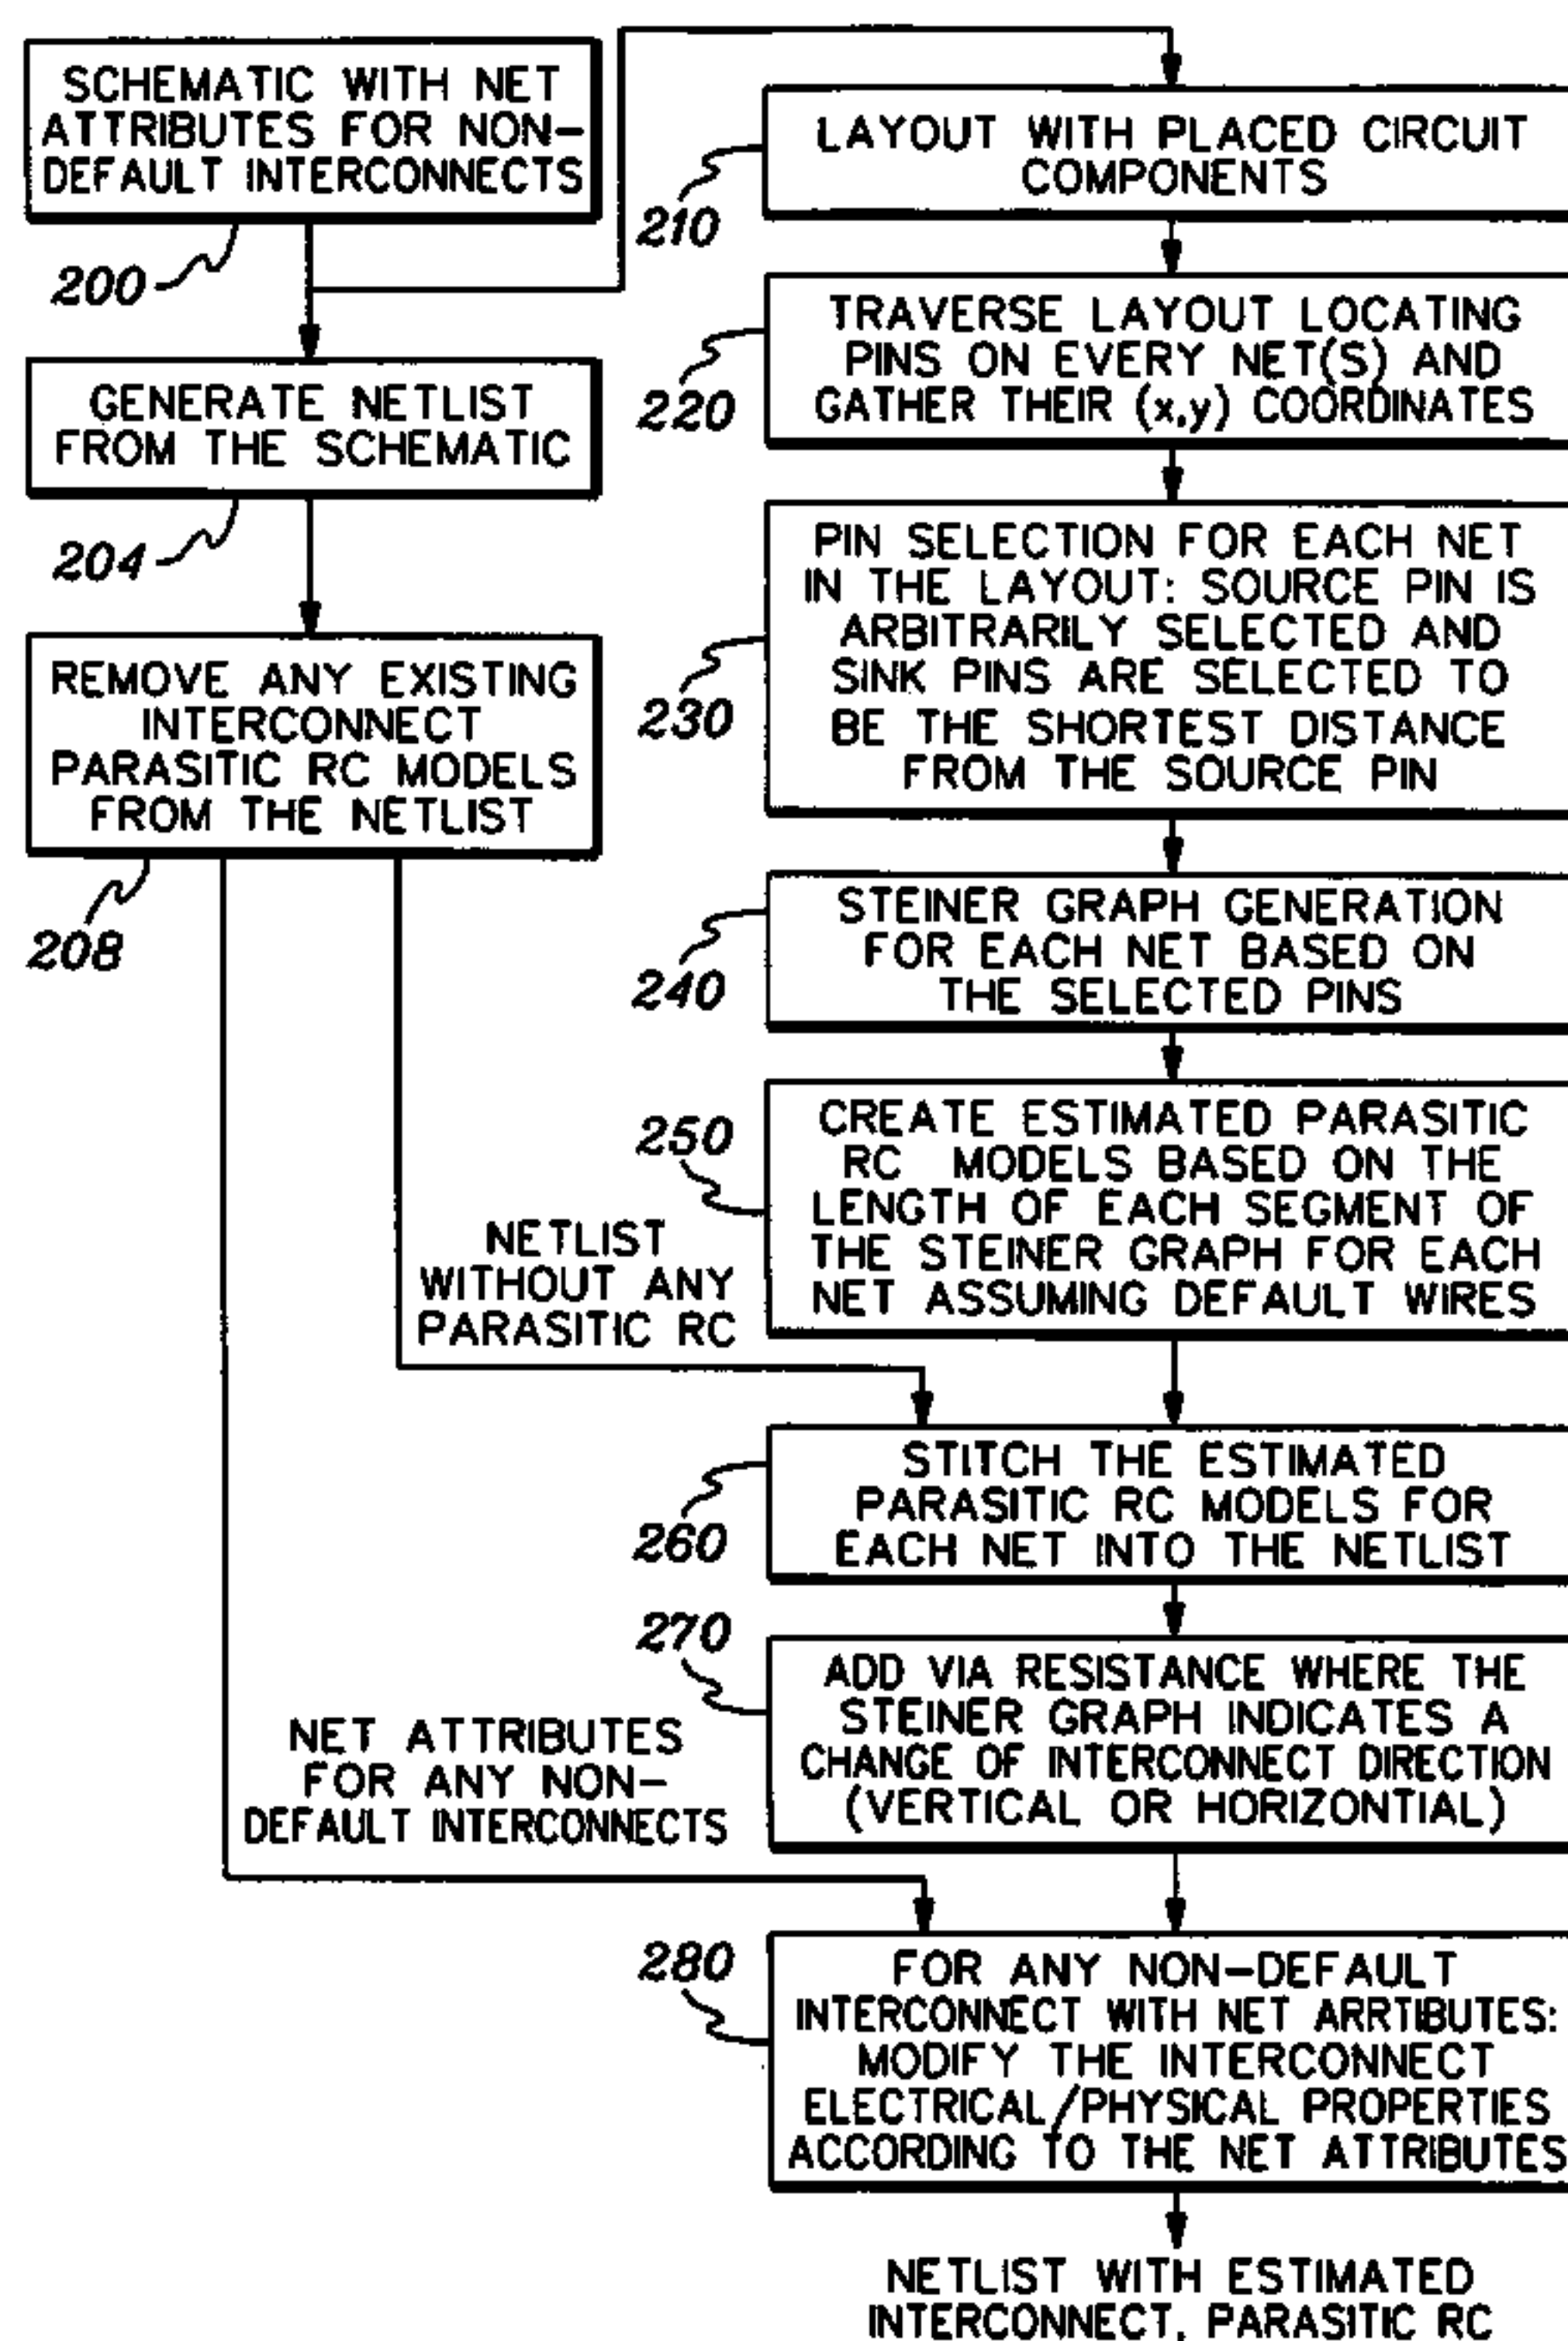 SCHEMATIC WITH NET
ATTRIBUTES FOR NON-
DEFAULT INTERCONNECTS
200
GENERATE NETLIST
FROM THE SCHEMATIC
204
REMOVE ANY EXISTING
INTERCONNECT
PARASITIC RC MODELS
FROM THE NETLIST
208
LAYOUT WITH PLACED CIRCUIT
COMPONENTS
210
TRAVERSE LAYOUT LOCATING
PINS ON EVERY NET(S) AND
GATHER THEIR (x,y) COORDINATES
220
PIN SELECTION FOR EACH NET
IN THE LAYOUT: SOURCE PIN IS
ARBITRARILY SELECTED AND
SINK PINS ARE SELECTED TO
BE THE SHORTEST DISTANCE
FROM THE SOURCE PIN
230
STEINER GRAPH GENERATION
FOR EACH NET BASED ON
THE SELECTED PINS
240
250
CREATE ESTIMATED PARASITIC
RC MODELS BASED ON THE
LENGTH OF EACH SEGMENT OF
THE STEINER GRAPH FOR EACH
NET ASSUMING DEFAULT WIRES
NETLIST
WITHOUT ANY
PARASITIC RC
STITCH THE ESTIMATED
PARASITIC RC MODELS FOR
EACH NET INTO THE NETLIST
260
270
ADD VIA RESISTANCE WHERE THE
STEINER GRAPH INDICATES A
CHANGE OF INTERCONNECT DIRECTION
(VERTICAL OR HORIZONTIAL)
NET ATTRIBUTES
FOR ANY NON-
DEFAULT INTERCONNECTS
280
FOR ANY NON-DEFAULT
INTERCONNECT WITH NET ARRTIBUTES:
MODIFY THE INTERCONNECT
ELECTRICAL/PHYSICAL PROPERTIES
ACCORDING TO THE NET ATTRIBUTES
NETLIST WITH ESTIMATED
INTERCONNECT, PARASITIC RC